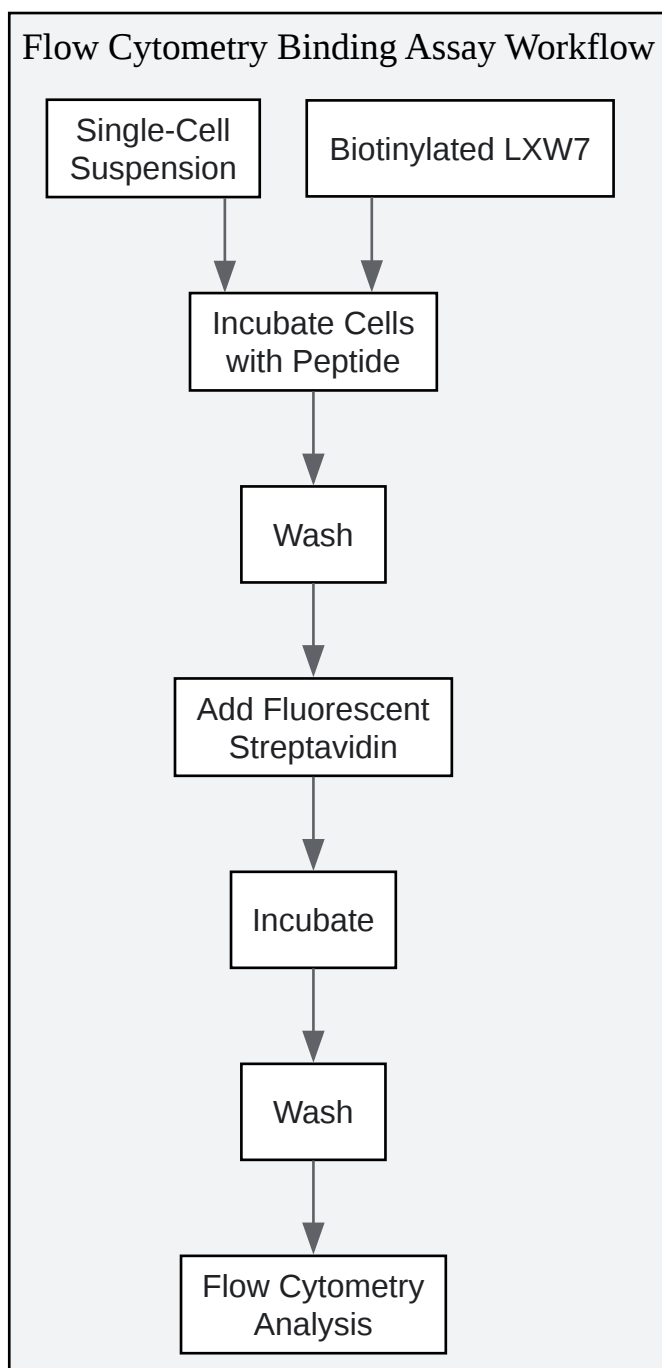 Flow Cytometry Binding Assay Workflow
Single-Cell
Suspension
Biotinylated LXW7
Incubate Cells
with Peptide
Wash
Add Fluorescent
Streptavidin
Incubate
Wash
Flow Cytometry
Analysis